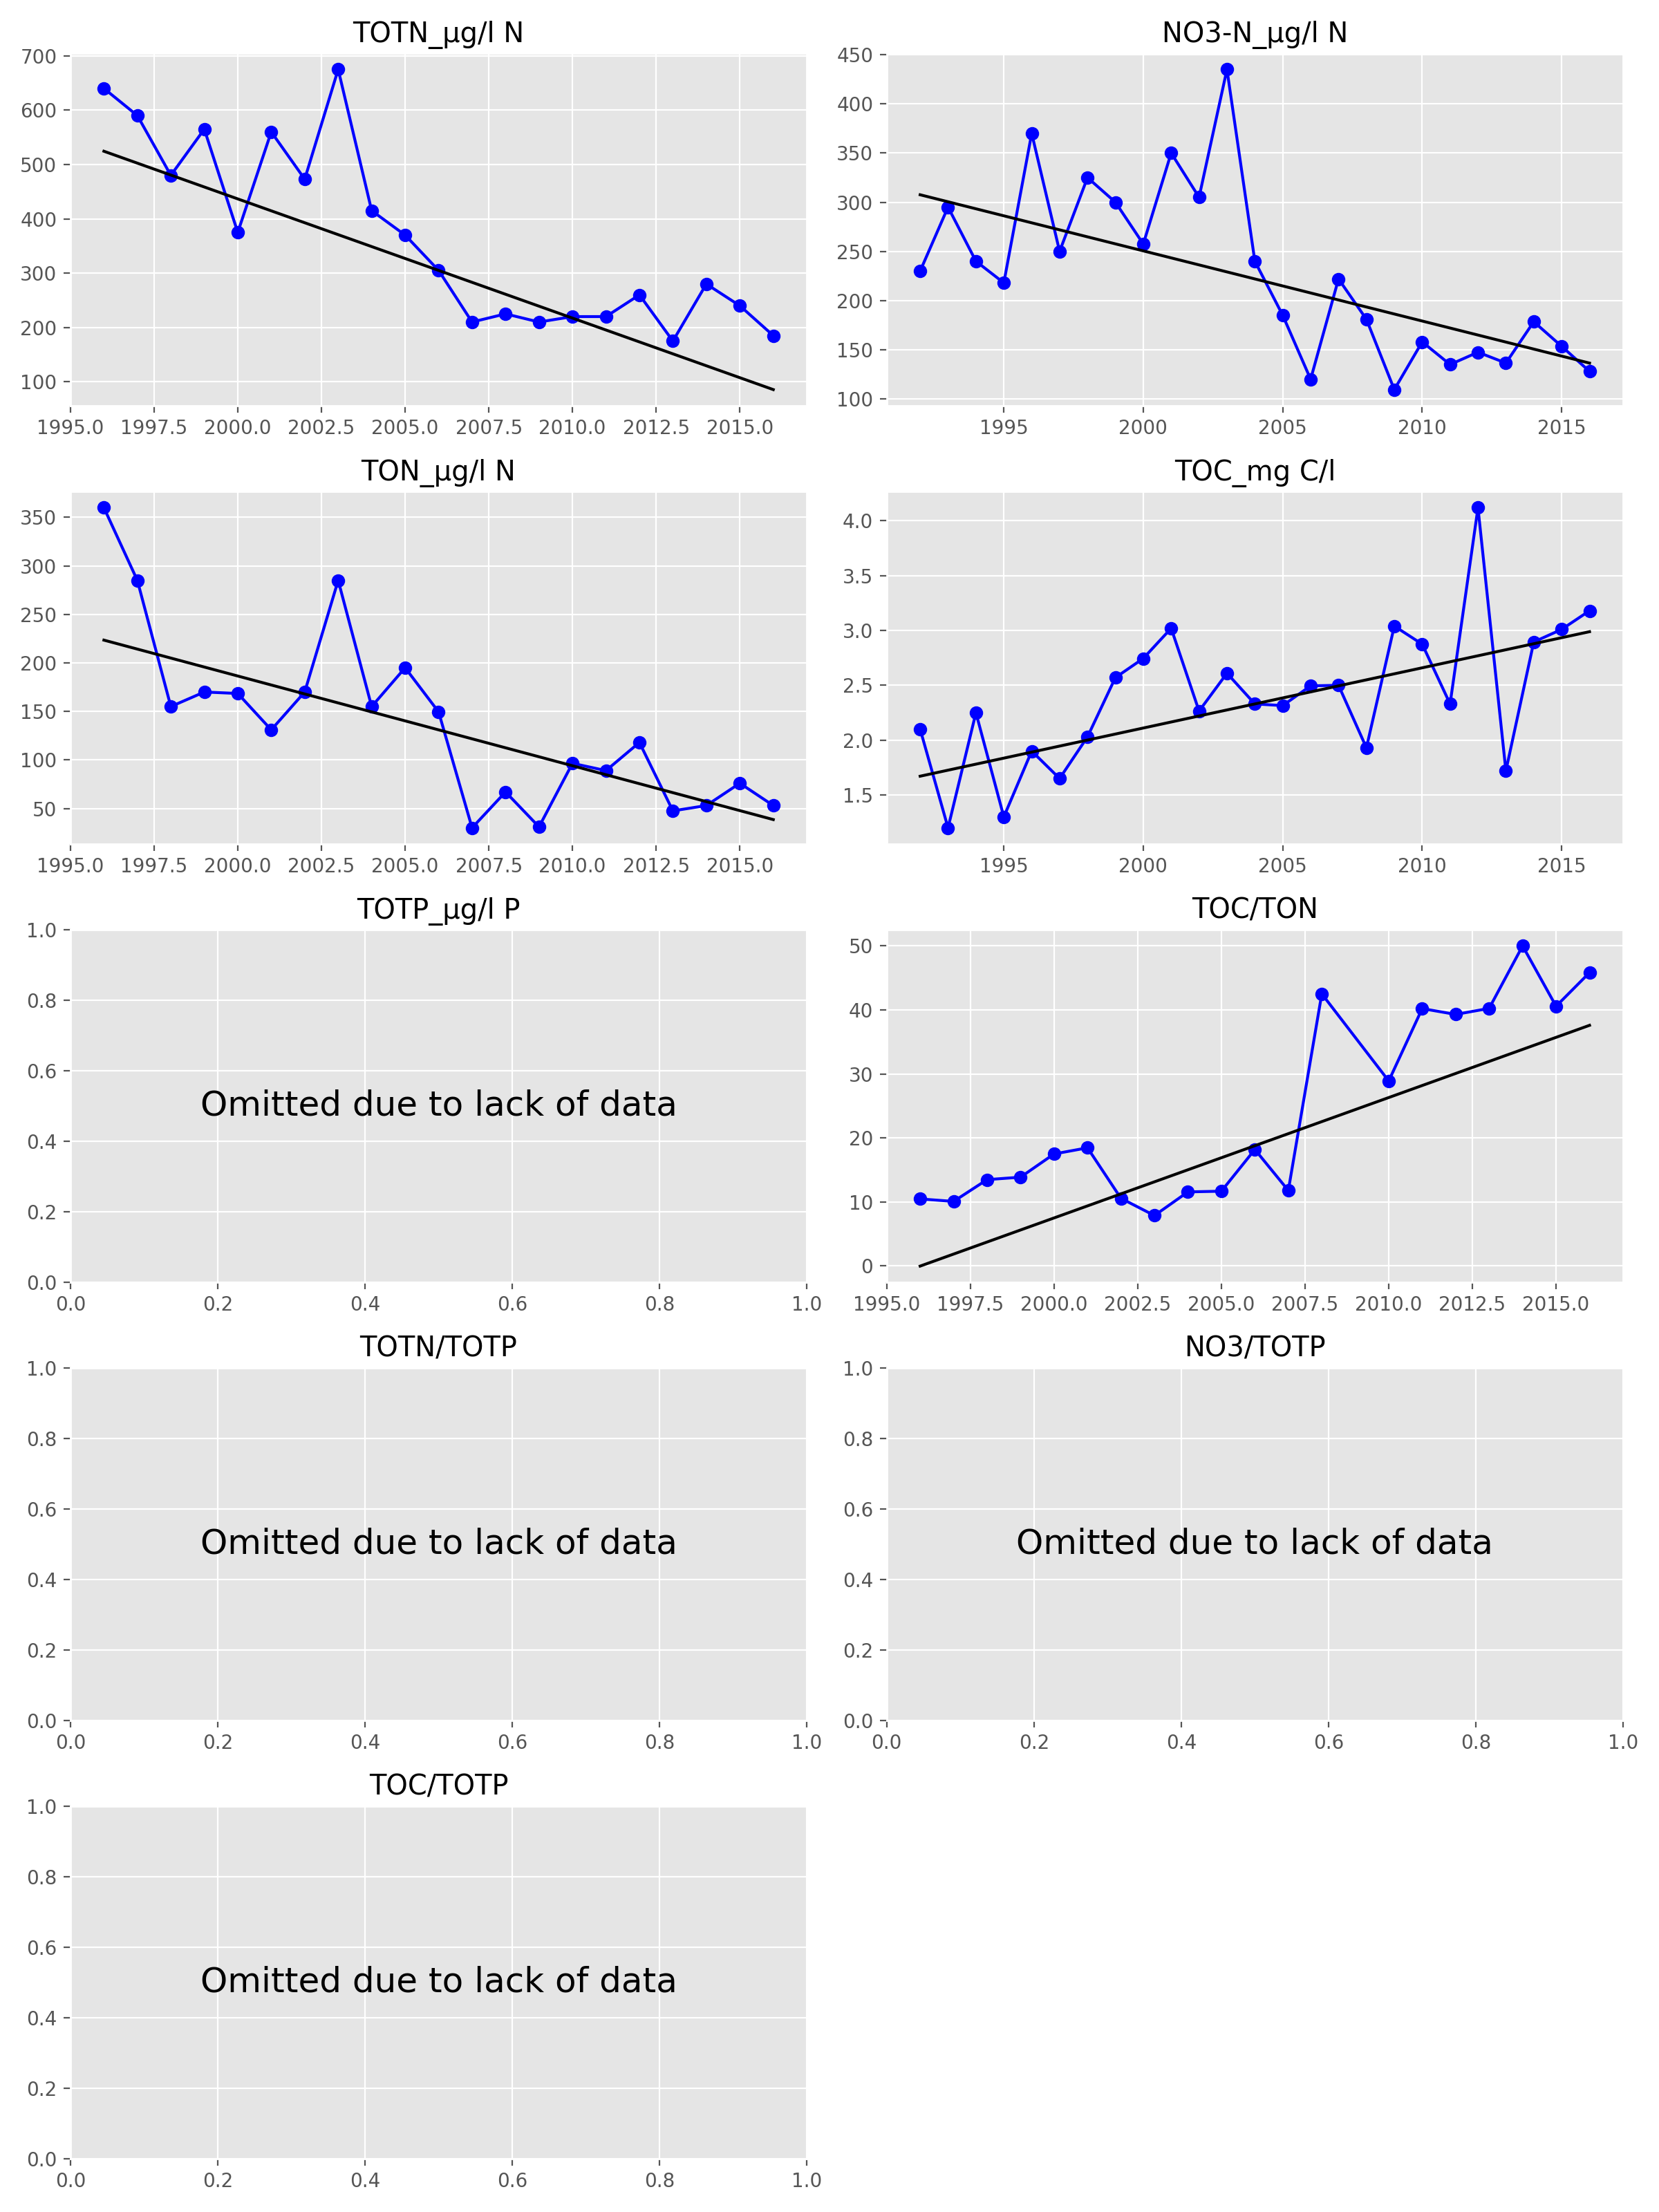 TOTN_µg/l N
700
600
500
400
300
200
100
1995.0 1997.5 2000.0 2002.5 2005.0 2007.5 2010.0 2012.5 2015.0
NO3-N_µg/l N
450
400
350
300
250
200
150
100
1995 2000 2005 2010 2015
TON_µg/l N
350
300
250
200
150
100
50
1995.0 1997.5 2000.0 2002.5 2005.0 2007.5 2010.0 2012.5 2015.0
TOC_mg C/l
4.0
3.5
3.0
2.5
2.0
1.5
1995 2000 2005 2010 2015
TOTP_µg/l P
1.0
0.8
0.6
Omitted due to lack of data
0.4
0.2
0.0
0.0 0.2 0.4 0.6 0.8 1.0
TOC/TON
50
40
30
20
10
0
1995.0 1997.5 2000.0 2002.5 2005.0 2007.5 2010.0 2012.5 2015.0
TOTN/TOTP
1.0
0.8
0.6
Omitted due to lack of data
0.4
0.2
0.0
0.0 0.2 0.4 0.6 0.8 1.0
NO3/TOTP
1.0
0.8
0.6
Omitted due to lack of data
0.4
0.2
0.0
0.0 0.2 0.4 0.6 0.8 1.0
TOC/TOTP
1.0
0.8
0.6
Omitted due to lack of data
0.4
0.2
0.0
0.0 0.2 0.4 0.6 0.8 1.0